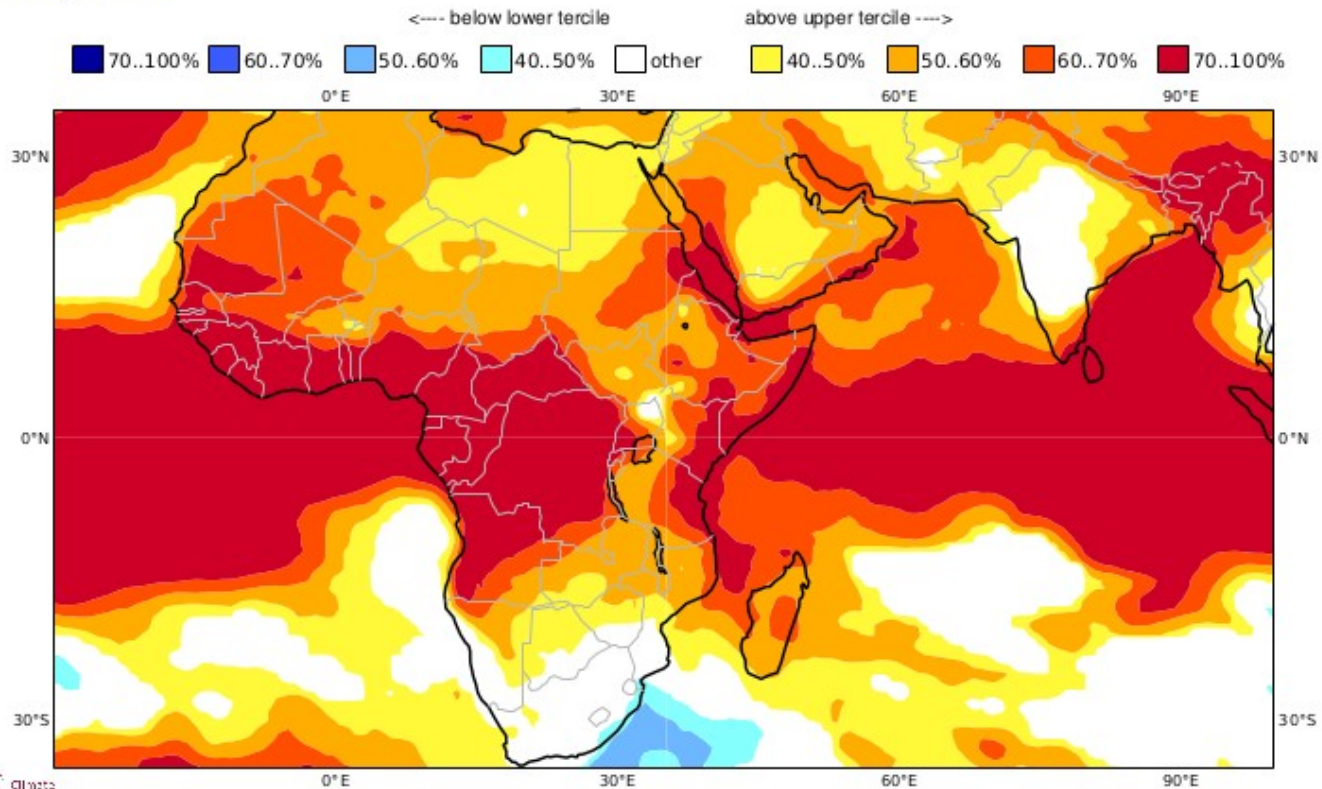 <---- below lower tercile above upper tercile ---->
70..100% 60..70% 50..60% 40..50% other 40..50% 50..60% 60..70% 70..100%
0°E 30°E 60°E 90°E
30°N 30°N
0°N 0°N
30°S 30°S
0°E 30°E 60°E 90°E
Climate